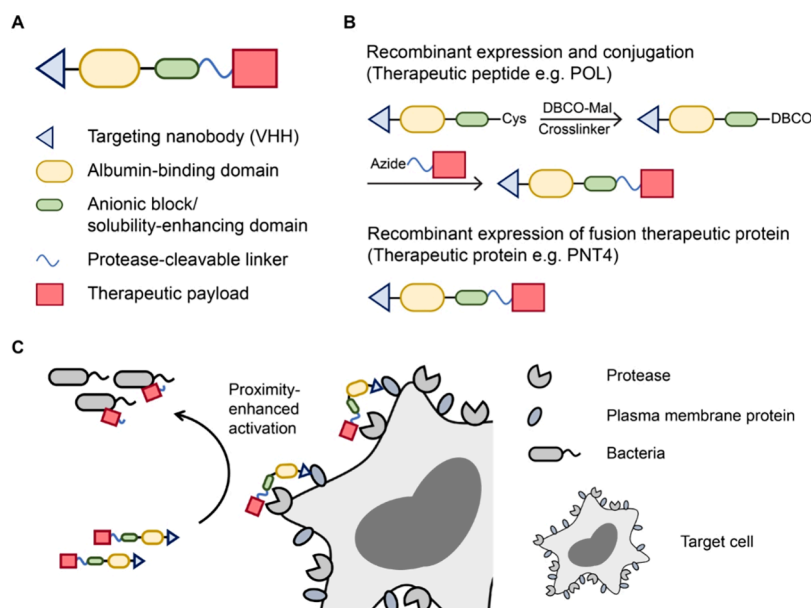 A
Targeting nanobody (VHH)
Albumin-binding domain
Anionic block/
solubility-enhancing domain
Protease-cleavable linker
Therapeutic payload
B
Recombinant expression and conjugation
(Therapeutic peptide e.g. POL)
Cys
DBCO-Mal
Crosslinker
DBCO
Azide
Recombinant expression of fusion therapeutic protein
(Therapeutic protein e.g. PNT4)
C
Proximity-
enhanced
activation
Protease
Plasma membrane protein
Bacteria
Target cell